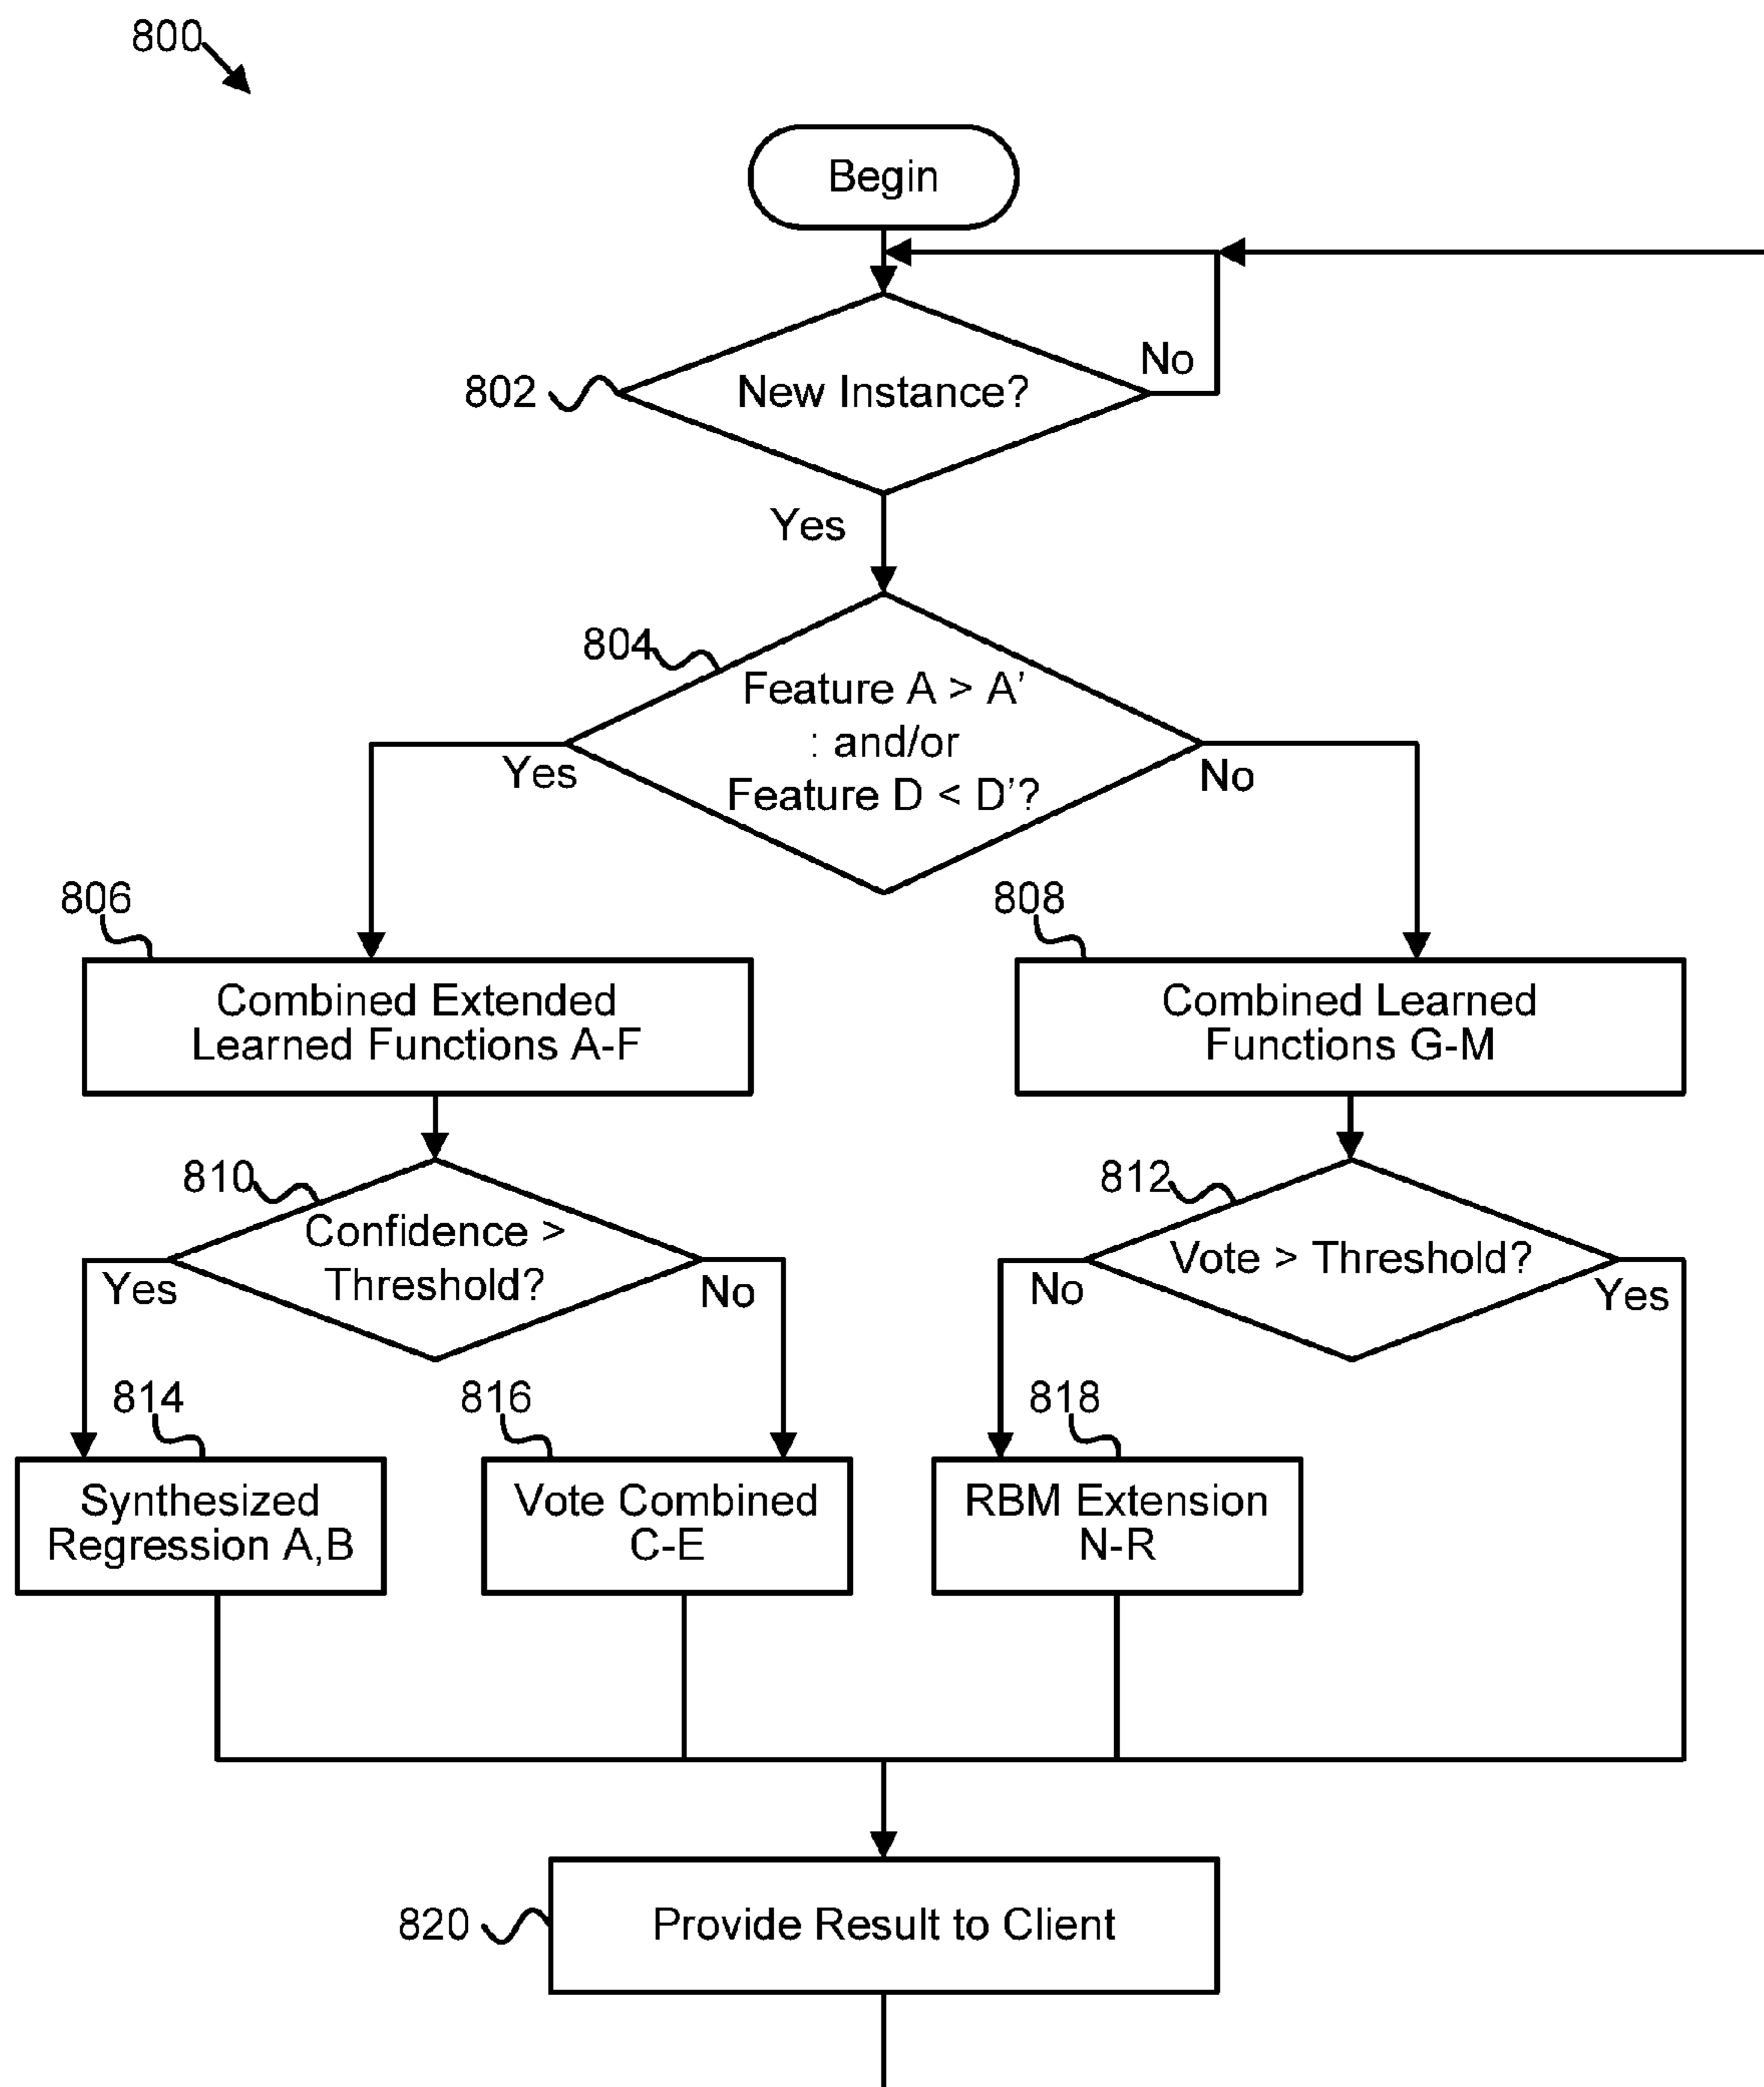 800
Begin
No
802
New Instance?
Yes
804
Feature A > A'
: and/or
Feature D < D'?
Yes
No
806
808
Combined Extended
Learned Functions A-F
Combined Learned
Functions G-M
810
Confidence >
Threshold?
812
Vote > Threshold?
Yes
No
No
Yes
814
816
818
Synthesized
Regression A,B
Vote Combined
C-E
RBM Extension
N-R
820
Provide Result to Client